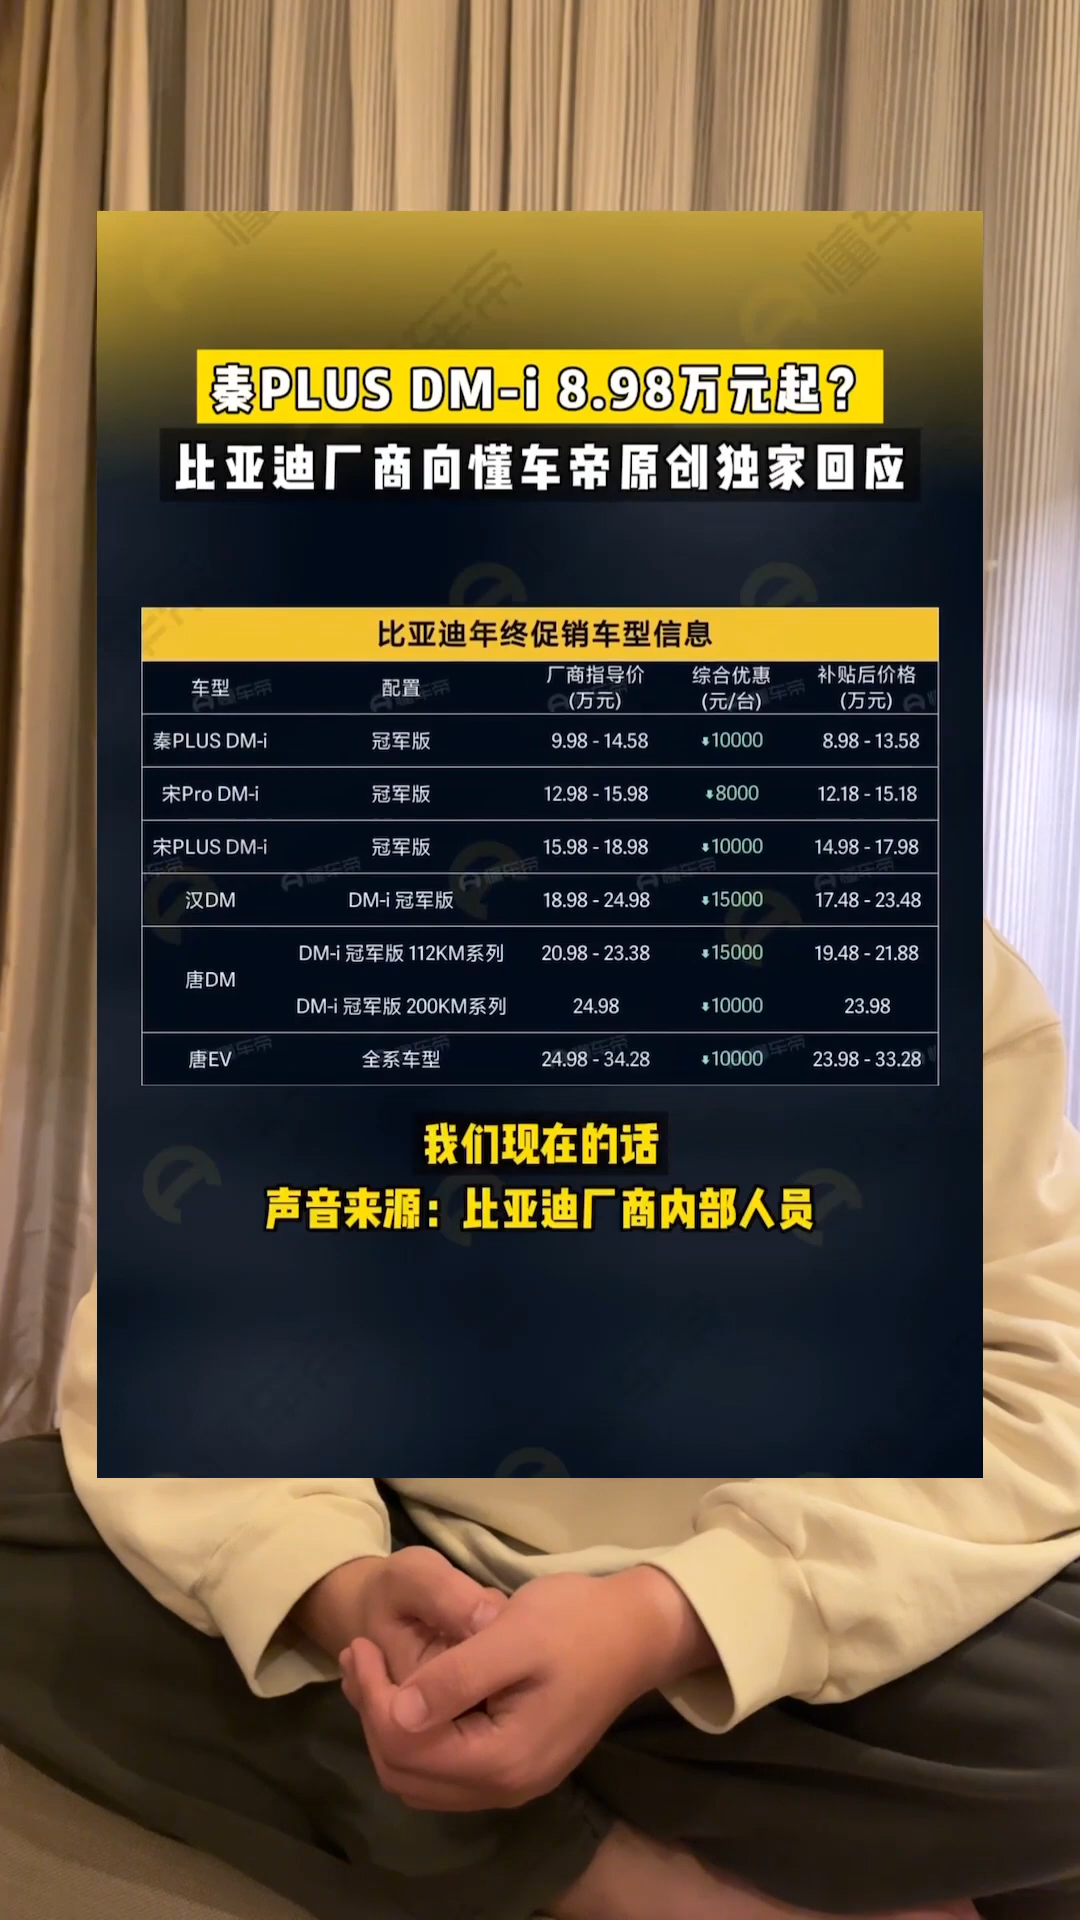 秦PLUS DM-i 8.98万元起？
比亚迪厂商向懂车帝原创独家回应
比亚迪年终促销车型信息
车型 配置 厂商指导价(万元) 综合优惠(元/台) 补贴后价格(万元)
秦PLUS DM-i 冠军版 9.98 - 14.58 ⬇10000 8.98 - 13.58
宋Pro DM-i 冠军版 12.98 - 15.98 ⬇8000 12.18 - 15.18
宋PLUS DM-i 冠军版 15.98 - 18.98 ⬇10000 14.98 - 17.98
汉DM DM-i 冠军版 18.98 - 24.98 ⬇15000 17.48 - 23.48
唐DM DM-i 冠军版 112KM系列 20.98 - 23.38 ⬇15000 19.48 - 21.88
DM-i 冠军版 200KM系列 24.98 ⬇10000 23.98
唐EV 全系车型 24.98 - 34.28 ⬇10000 23.98 - 33.28
我们现在的话
声音来源：比亚迪厂商内部人员